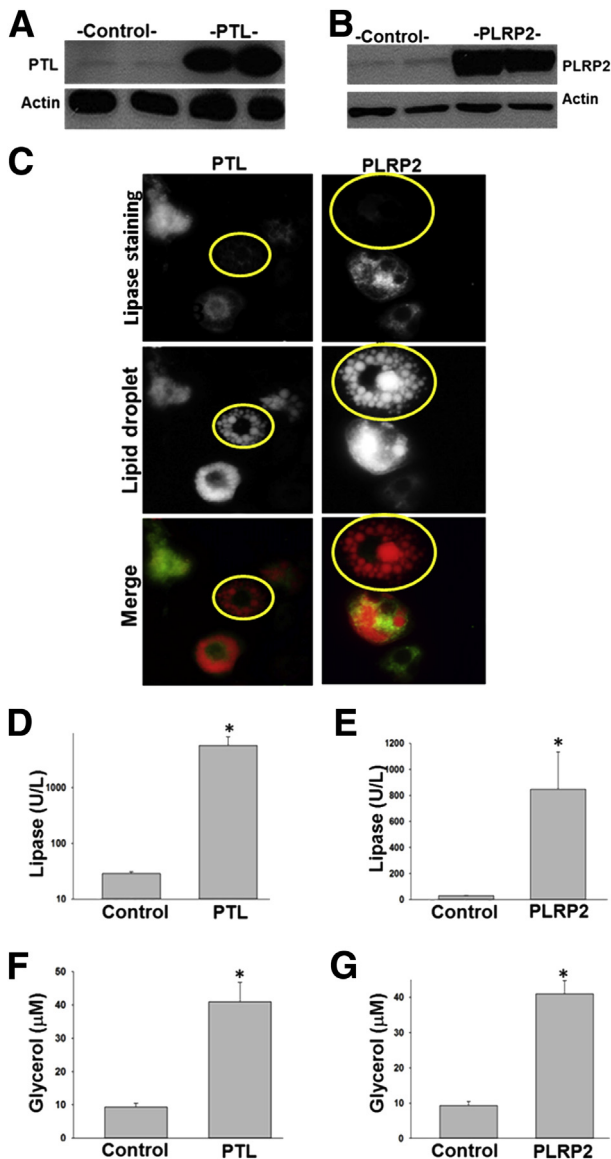 A
-Control-
-PTL-
PTL
Actin
B
-Control-
-PLRP2-
PLRP2
Actin
C
PTL
PLRP2
Lipase staining
Lipid droplet
Merge
D
Lipase (U/L)
1000
100
10
*
Control
PTL
E
Lipase (U/L)
1200
1000
800
600
400
200
0
*
Control
PLRP2
F
Glycerol (μM)
50
40
30
20
10
0
*
Control
PTL
G
Glycerol (μM)
40
30
20
10
0
*
Control
PLRP2